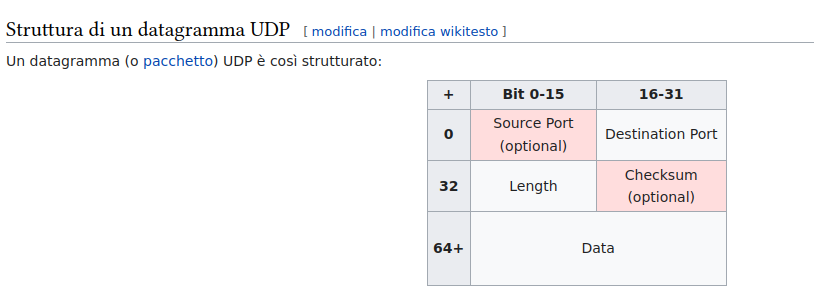 Struttura di un datagramma UDP [ modifica | modifica wikitesto ]
Un datagramma (o pacchetto) UDP è così strutturato:
+ Bit 0-15 16-31
0 Source Port (optional) Destination Port
32 Length Checksum (optional)
64+ Data